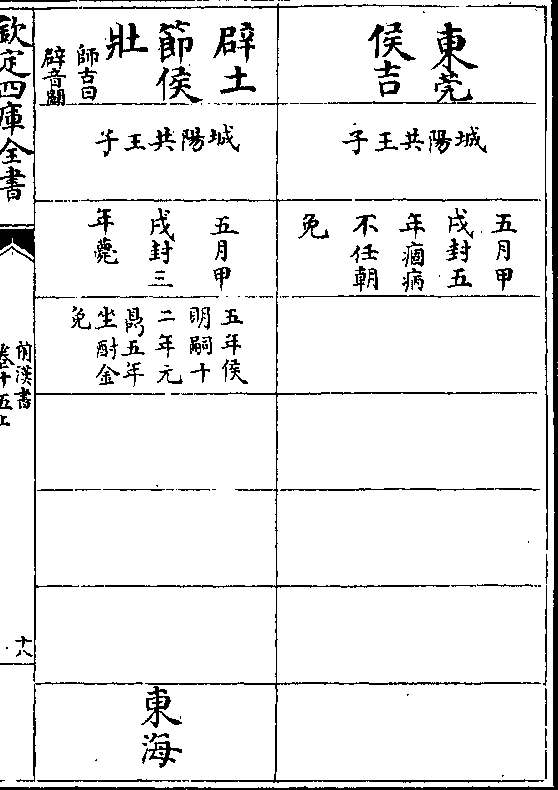 東莞
侯吉
城陽共王子
五月甲
戌封五
年痼病
不任朝
免
辟土
節侯
壯
師古曰
辟音闢
城陽共王子
五月甲
戌封三
年薨
五年侯
明嗣十
二年元
鼎五年
坐酎金
免
東海
欽定四庫全書
前漢書
卷十五上
十八